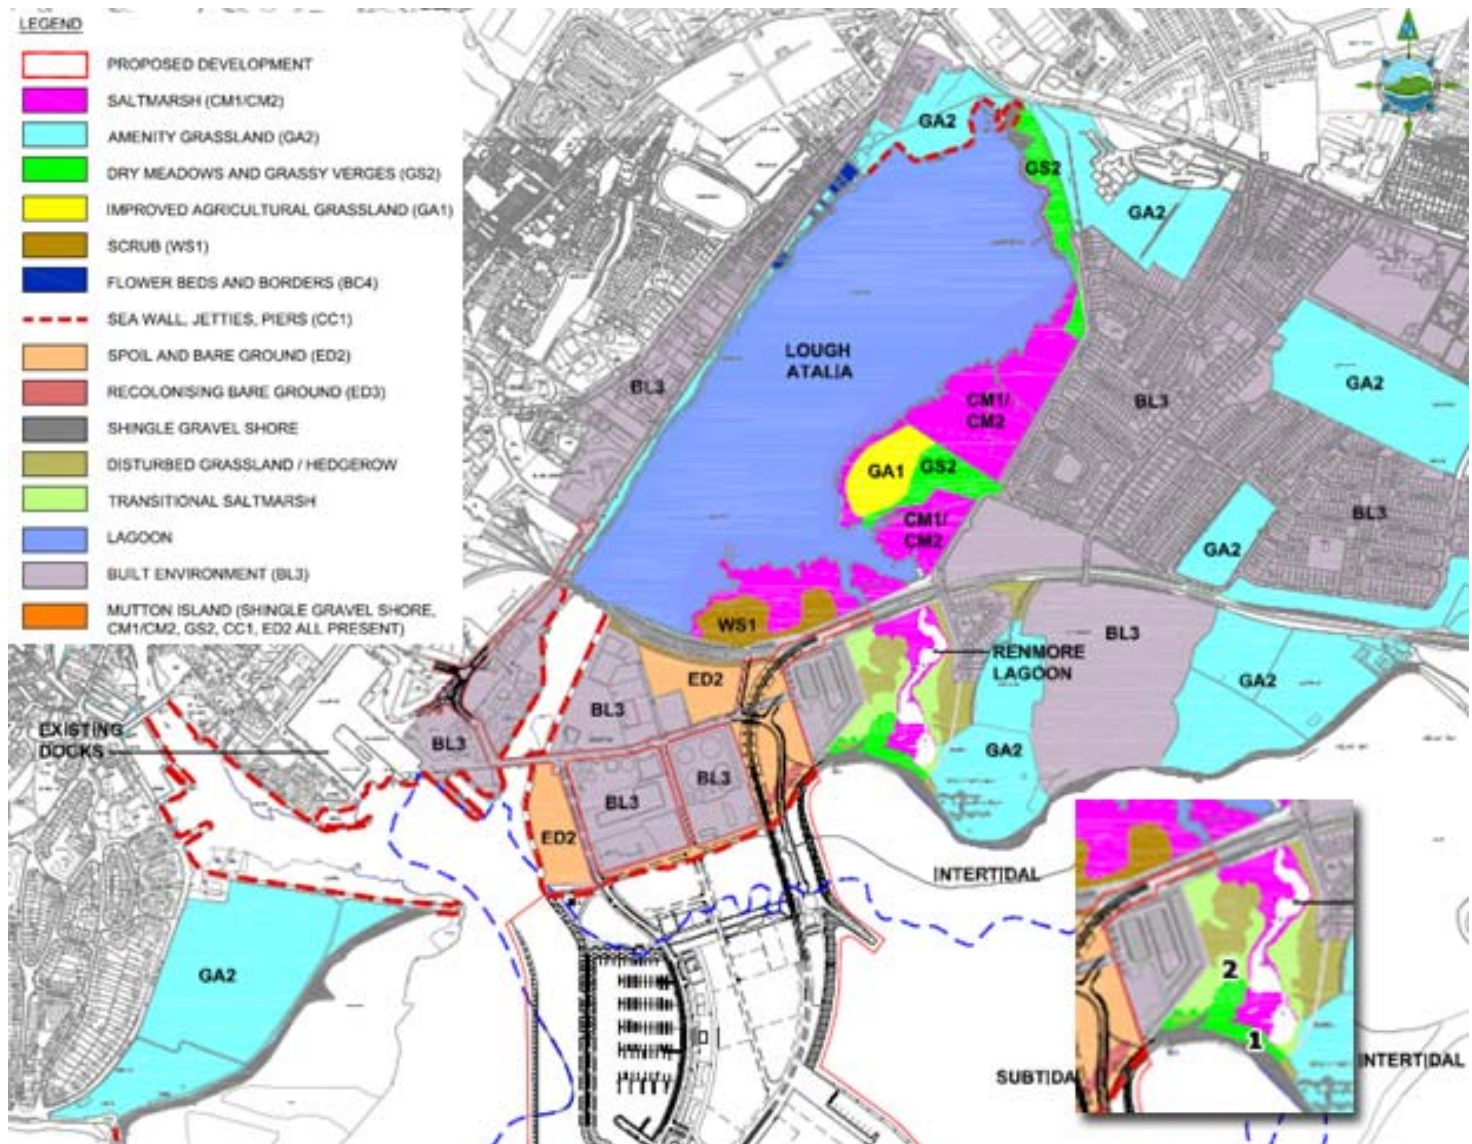 LEGEND
PROPOSED DEVELOPMENT
SALTMARSH (CM1/CM2)
AMENITY GRASSLAND (GA2)
DRY MEADOWS AND GRASSY VERGES (GS2)
IMPROVED AGRICULTURAL GRASSLAND (GA1)
SCRUB (WS1)
FLOWER BEDS AND BORDERS (BC4)
SEA WALL, JETTIES, PIERS (CC1)
SPOIL AND BARE GROUND (ED2)
RECOLONISING BARE GROUND (ED3)
SHINGLE GRAVEL SHORE
DISTURBED GRASSLAND / HEDGEROW
TRANSITIONAL SALTMARSH
LAGOON
BUILT ENVIRONMENT (BL3)
MUTTON ISLAND (SHINGLE GRAVEL SHORE,
CM1/CM2, GS2, CC1, ED2 ALL PRESENT)
GA2
GS2
GA2
LOUGH
ATALIA
BL3
CM1/
CM2
BL3
GA2
GA1
GS2
CM1/
CM2
BL3
GA2
WS1
BL3
RENMORE
LAGOON
ED2
GA2
BL3
EXISTING
DOCKS
BL3
GA2
BL3
BL3
ED2
INTERTIDAL
GA2
2
1
INTERTIDAL
SUBTIDA